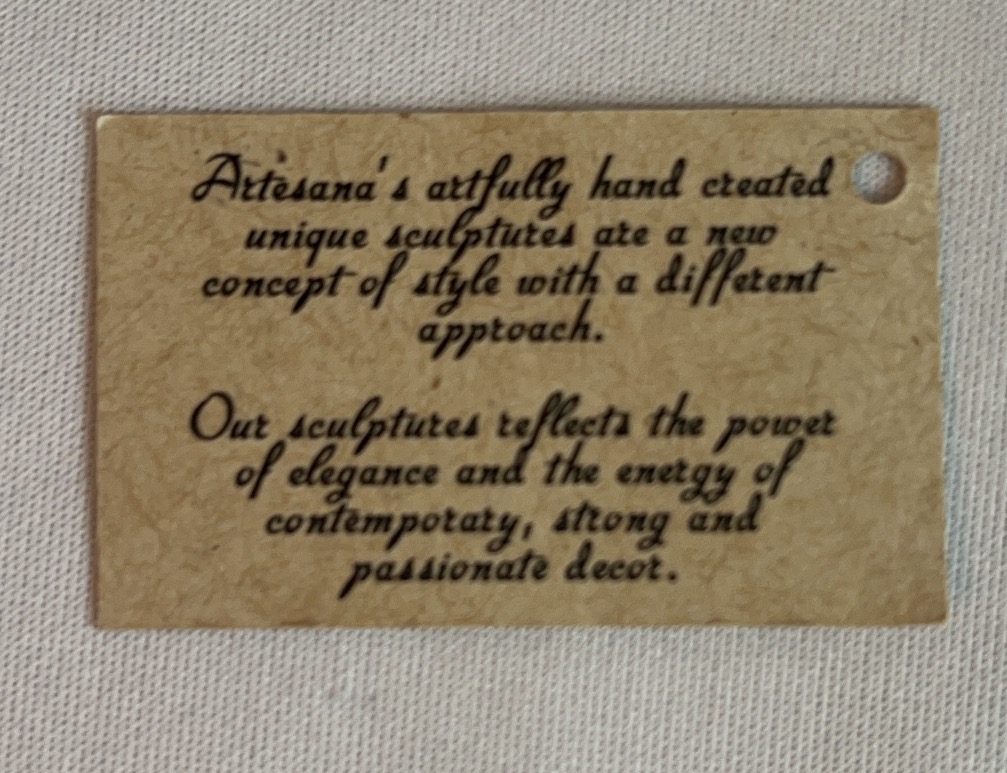 Artesana's artfully hand created
unique sculptures are a new
concept of style with a different
approach.
Our sculptures reflects the power
of elegance and the energy of
contemporary, strong and
passionate decor.